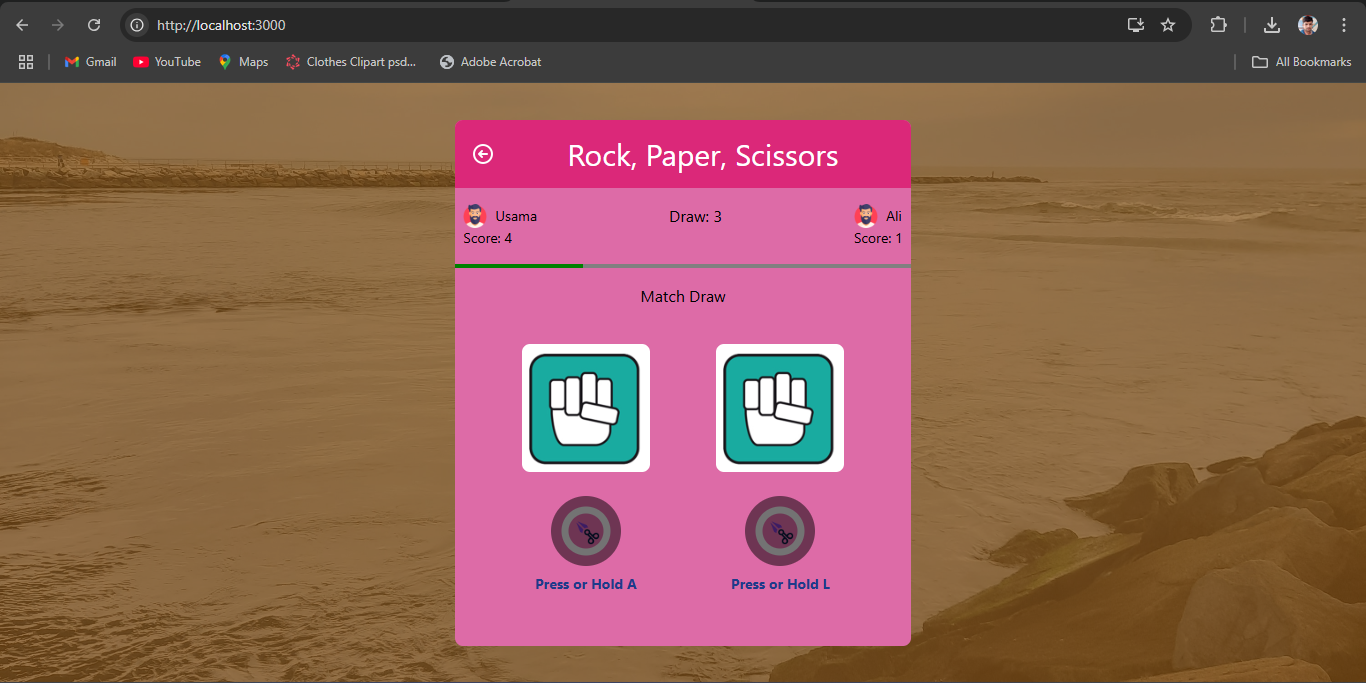 http://localhost:3000
Gmail YouTube Maps Clothes Clipart psd... Adobe Acrobat All Bookmarks
Rock, Paper, Scissors
Usama Draw: 3 Ali
Score: 4 Score: 1
Match Draw
Press or Hold A Press or Hold L